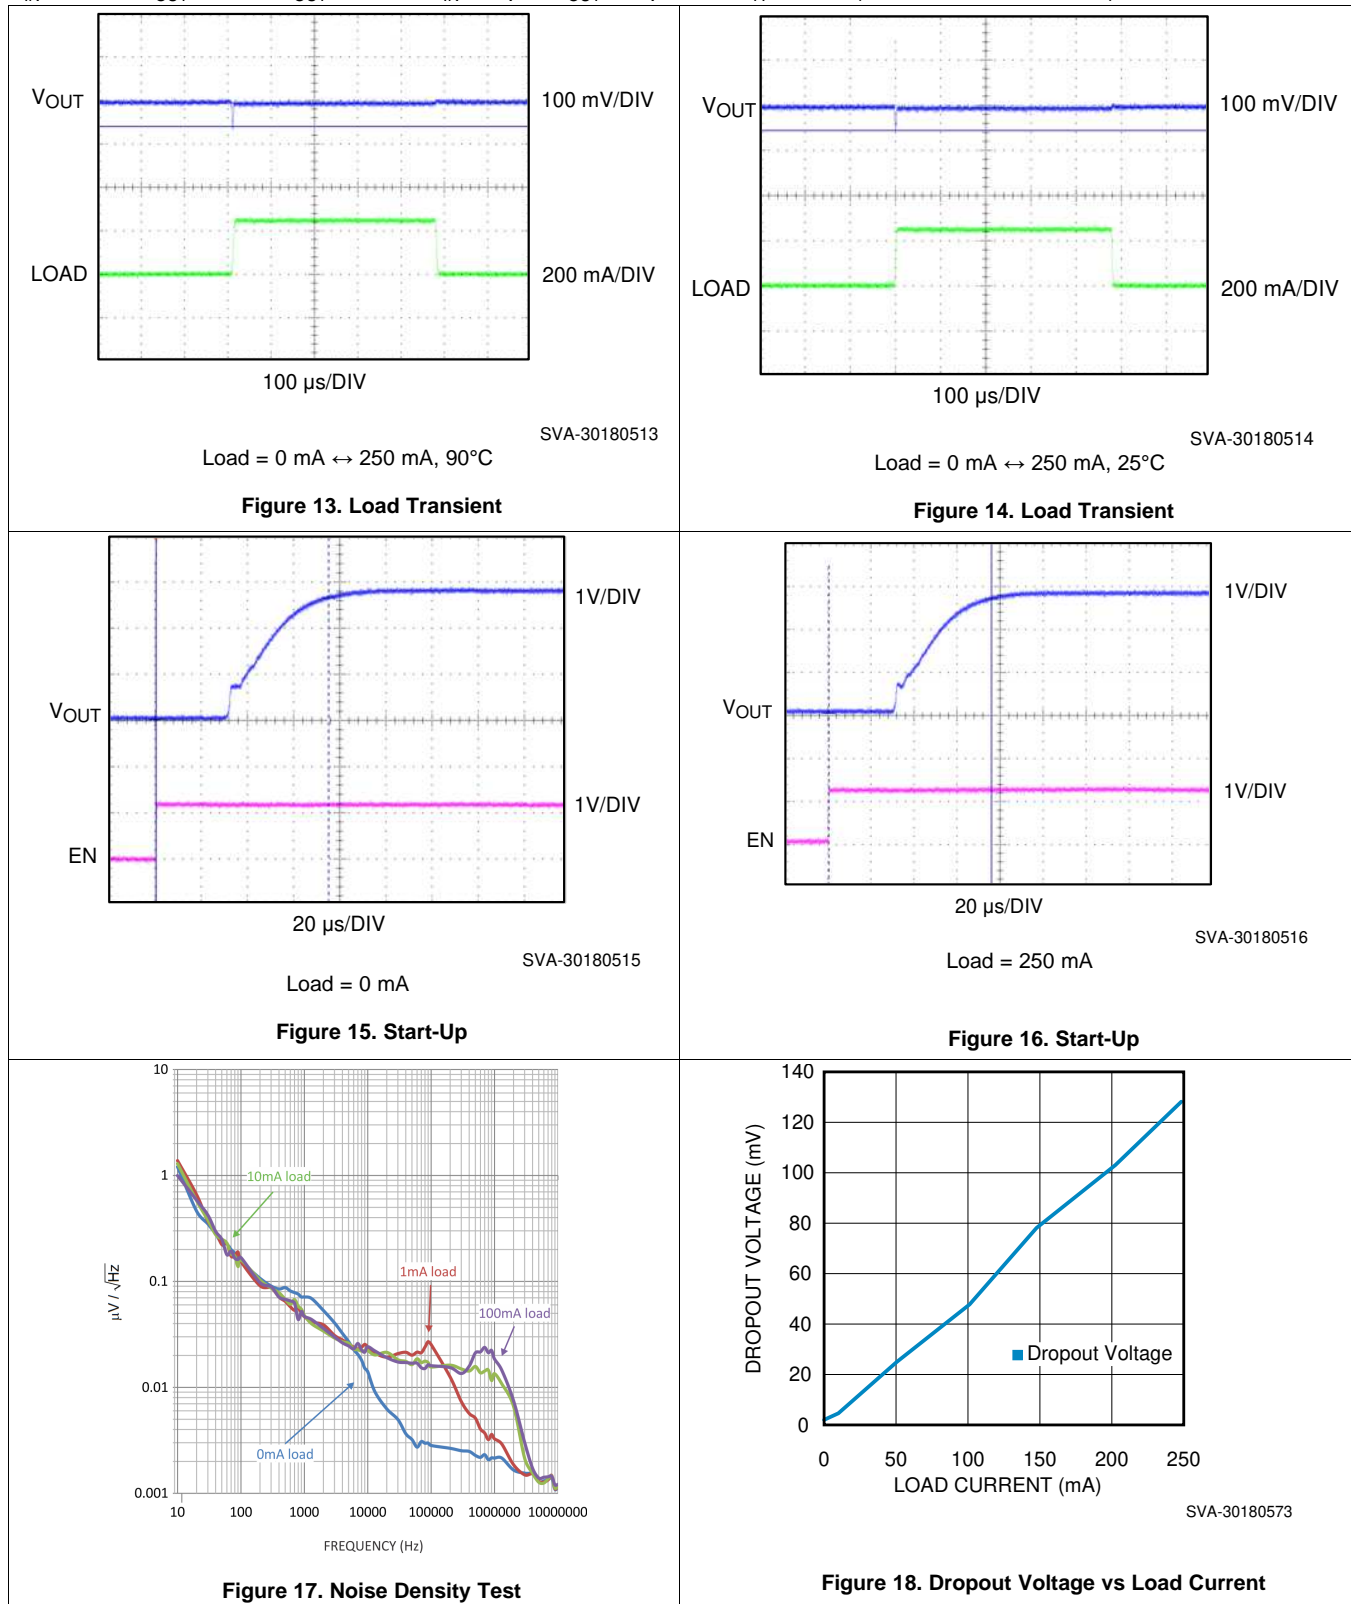 VOUT
100 mV/DIV
LOAD
200 mA/DIV
100 µs/DIV
SVA-30180513
Load = 0 mA ↔ 250 mA, 90°C
Figure 13. Load Transient
VOUT
100 mV/DIV
LOAD
200 mA/DIV
100 µs/DIV
SVA-30180514
Load = 0 mA ↔ 250 mA, 25°C
Figure 14. Load Transient
1V/DIV
VOUT
1V/DIV
EN
20 µs/DIV
SVA-30180515
Load = 0 mA
Figure 15. Start-Up
1V/DIV
VOUT
1V/DIV
EN
20 µs/DIV
SVA-30180516
Load = 250 mA
Figure 16. Start-Up
10
1
0.1
0.01
0.001
µV / √Hz
10mA load
1mA load
100mA load
0mA load
10 100 1000 10000 100000 1000000 10000000
FREQUENCY (Hz)
Figure 17. Noise Density Test
140
120
100
80
60
40
20
0
DROPOUT VOLTAGE (mV)
Dropout Voltage
0 50 100 150 200 250
LOAD CURRENT (mA)
SVA-30180573
Figure 18. Dropout Voltage vs Load Current